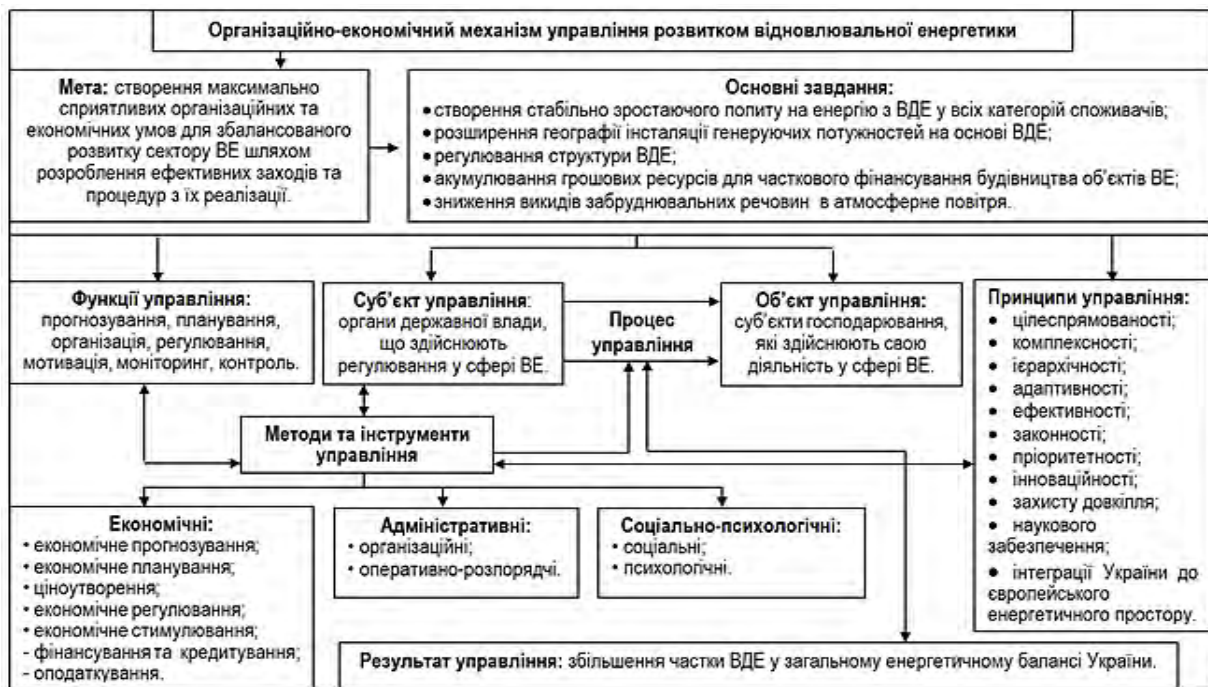 Організаційно-економічний механізм управління розвитком відновлювальної енергетики
Мета: створення максимально
сприятливих організаційних та
економічних умов для збалансованого
розвитку сектору ВЕ шляхом
розроблення ефективних заходів та
процедур з їх реалізації.
Основні завдання:
•створення стабільно зростаючого попиту на енергію з ВДЕ у всіх категорій споживачів;
•розширення географії інсталяції генеруючих потужностей на основі ВДЕ;
•регулювання структури ВДЕ;
•акумулювання грошових ресурсів для часткового фінансування будівництва об’єктів ВЕ;
•зниження викидів забруднювальних речовин в атмосферне повітря.
Функції управління:
прогнозування, планування,
організація, регулювання,
мотивація, моніторинг, контроль.
Суб’єкт управління:
органи державної влади,
що здійснюють
регулювання у сфері ВЕ.
Процес
управління
Об’єкт управління:
суб’єкти господарювання,
які здійснюють свою
діяльність у сфері ВЕ.
Принципи управління:
• цілеспрямованості;
• комплексності;
• ієрархічності;
• адаптивності;
• ефективності;
• законності;
• пріоритетності;
• інноваційності;
• захисту довкілля;
• наукового
забезпечення;
• інтеграції України до
європейського
енергетичного простору.
Методи та інструменти
управління
Економічні:
• економічне прогнозування;
• економічне планування;
• ціноутворення;
• економічне регулювання;
• економічне стимулювання;
- фінансування та кредитування;
- оподаткування.
Адміністративні:
• організаційні;
• оперативно-розпорядчі.
Соціально-психологічні:
• соціальні;
• психологічні.
Результат управління: збільшення частки ВДЕ у загальному енергетичному балансі України.